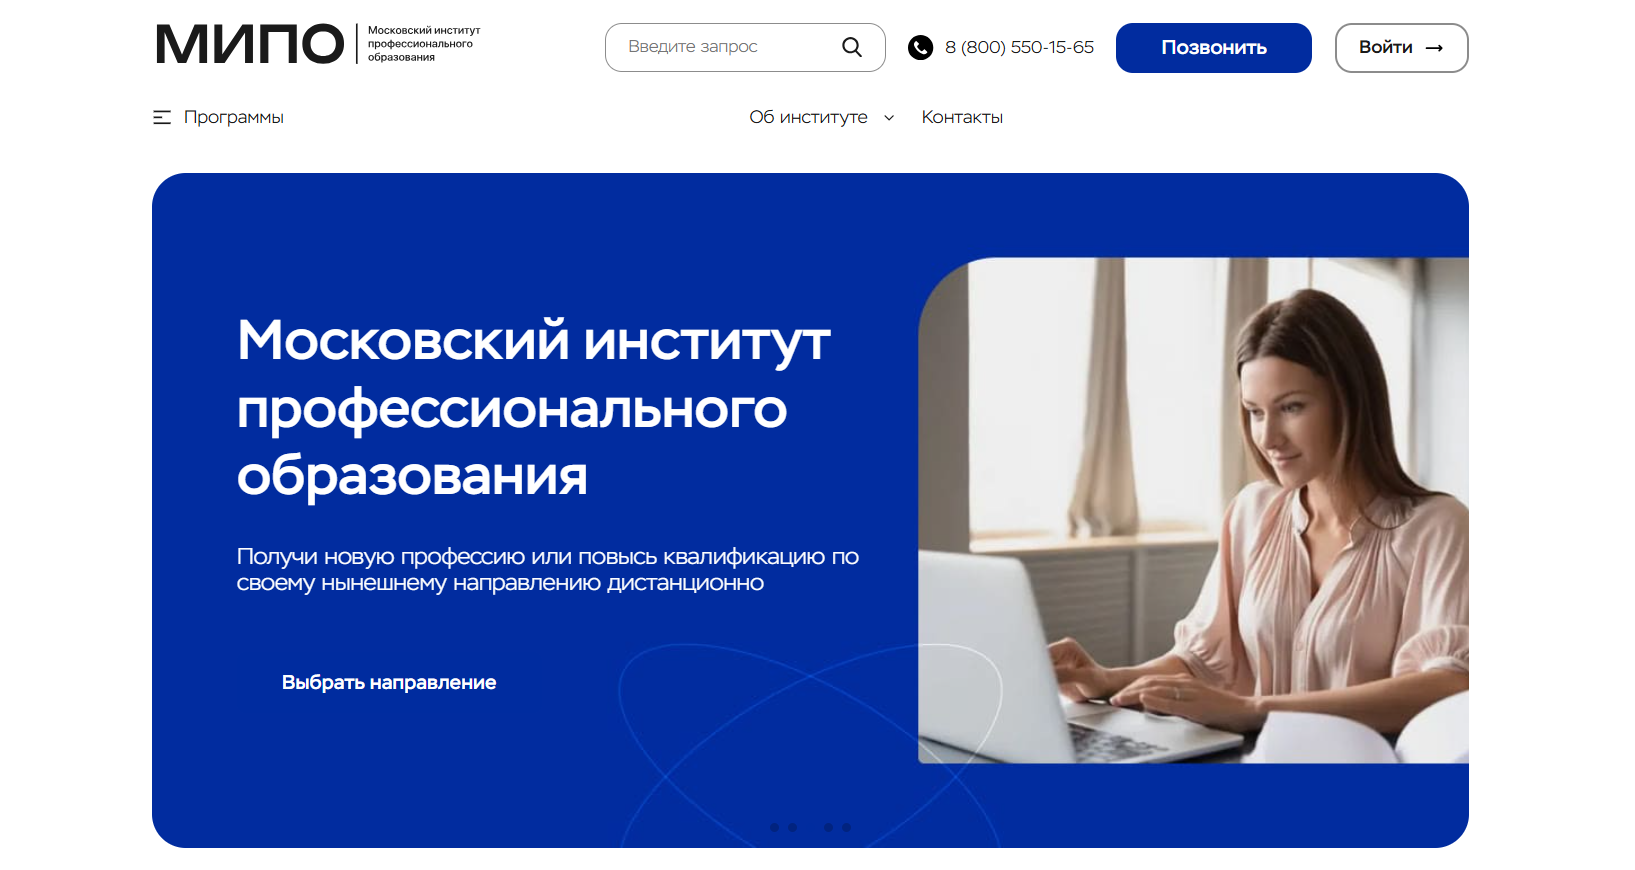 МИПО
Московский институт
профессионального
образования
Введите запрос
8 (800) 550-15-65
Позвонить
Войти →
Программы
Об институте
Контакты
Московский институт
профессионального
образования
Получи новую профессию или повысь квалификацию по
своему нынешнему направлению дистанционно
Выбрать направление